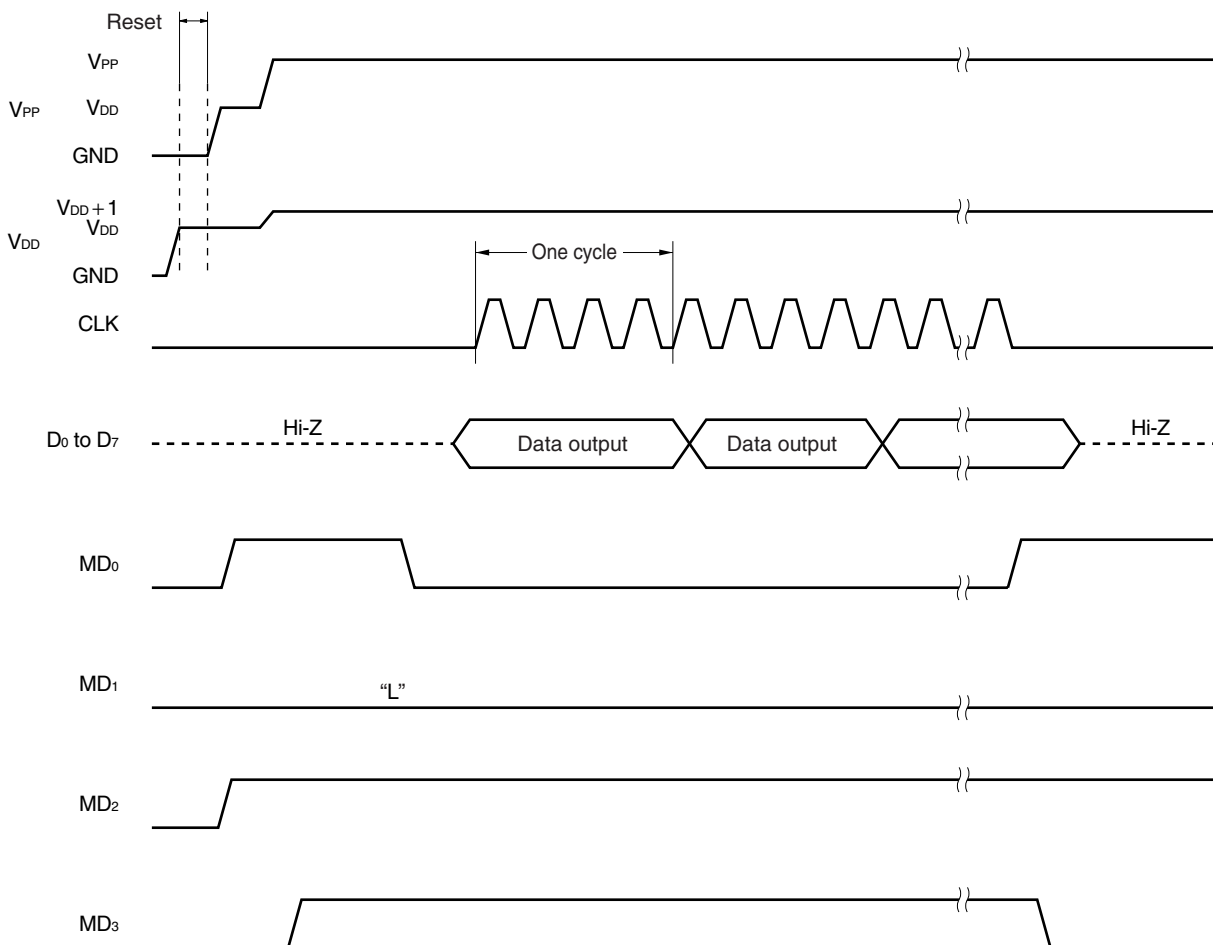 Reset
VPP
VPP VDD
GND
VDD + 1
VDD VDD
GND
One cycle
CLK
D0 to D7 Hi-Z Data output Data output Hi-Z
MD0
MD1 “L”
MD2
MD3